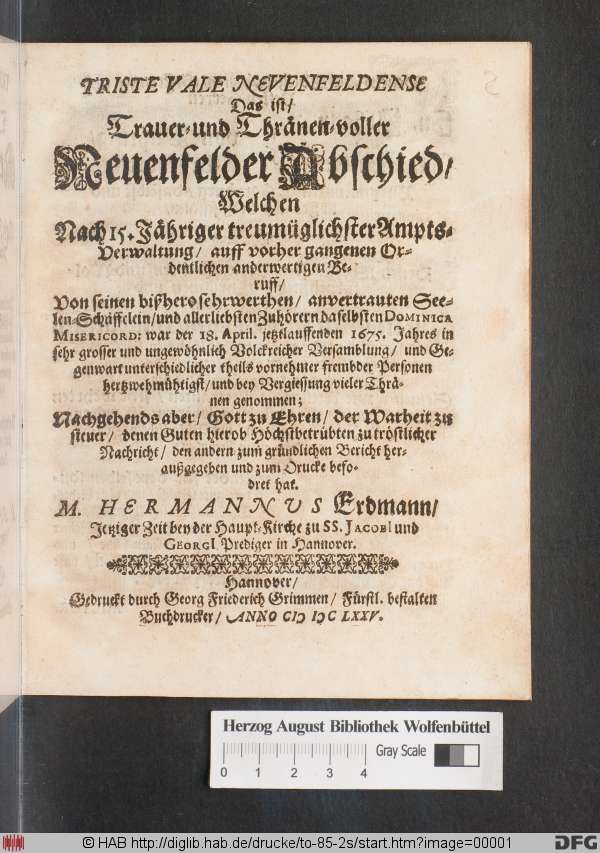 TRISTE VALE NEVENFELDENSE
Das ist/
Trauer-und Thränen-voller
Neuenfelder Abschied/
Welchen
Nach 15. Jähriger treumüglichster Ampts-
Verwaltung/ auff vorher gangenen Or-
dentlichen anderwertigen Be-
ruff/
Von seinen bißhero sehrwerthen/ anvertrauten See-
len-Schäffelein/ und allerliebsten Zuhörern daselbsten DOMINICA
MISERICORD: war der 18. April. jetztlauffenden 1675. Jahres in
sehr grosser und ungewöhnlich Volckreicher Versamblung/ und Ge-
genwart unterschiedlicher theils vornehmer frembder Personen
hertzwehmühtigst/ und bey Vergiessung vieler Thrä-
nen genommen;
Nachgehends aber/ Gott zu Ehren/ der Warheit zu
steuer/ denen Guten hierob Höchstbetrübten zu tröstlicher
Nachricht/ den andern zum gründlichen Bericht her-
außgegeben und zum Drucke befo-
dret hat.
M. HERMANNVS Erdmann/
Jetziger Zeit bey der Haupt-Kirche zu SS. JACOBI und
GEORGI Prediger in Hannover.
Hannover/
Gedruckt durch Georg Friederich Grimmen/ Fürstl. bestalten
Buchdrucker/ ANNO CIↃ IↃC LXXV.
Herzog August Bibliothek Wolfenbüttel
Gray Scale
0 1 2 3 4
© HAB http://diglib.hab.de/drucke/to-85-2s/start.htm?image=00001
DFG